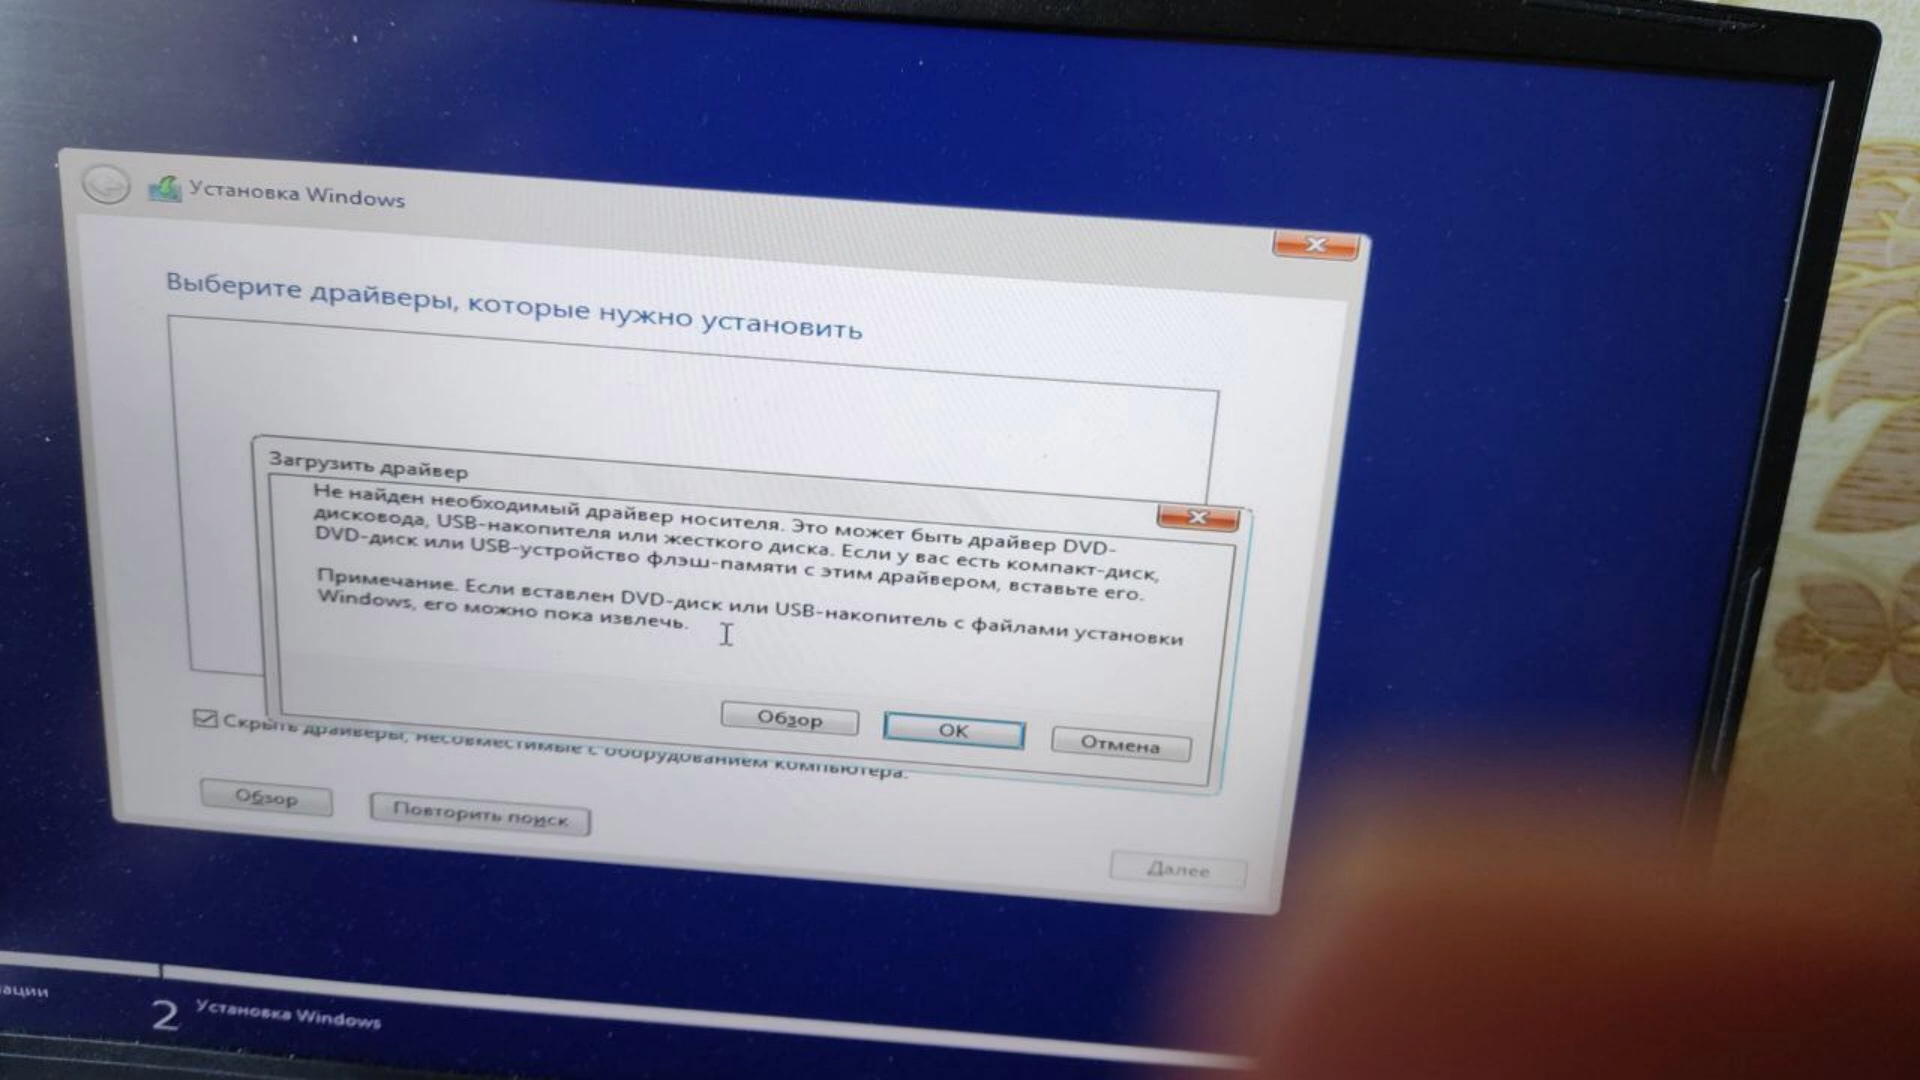 Установка Windows
Выберите драйверы, которые нужно установить
Загрузить драйвер
Не найден необходимый драйвер носителя. Это может быть драйвер DVD-
дисковода, USB-накопителя или жесткого диска. Если у вас есть компакт-диск,
DVD-диск или USB-устройство флэш-памяти с этим драйвером, вставьте его.
Примечание. Если вставлен DVD-диск или USB-накопитель с файлами установки
Windows, его можно пока извлечь.
Обзор
ОК
Отмена
Скрыть драйверы, несовместимые с оборудованием компьютера.
Обзор
Повторить поиск
Далее
ации
2 Установка Windows